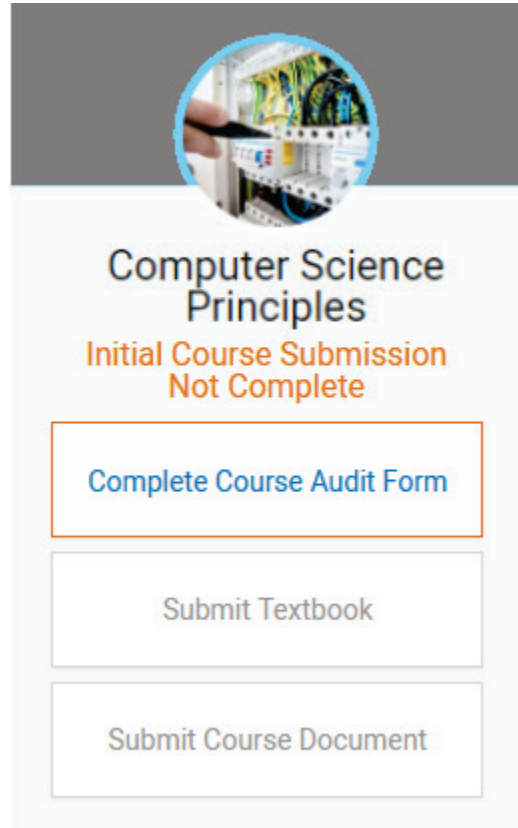 Computer Science
Principles
Initial Course Submission
Not Complete
Complete Course Audit Form
Submit Textbook
Submit Course Document